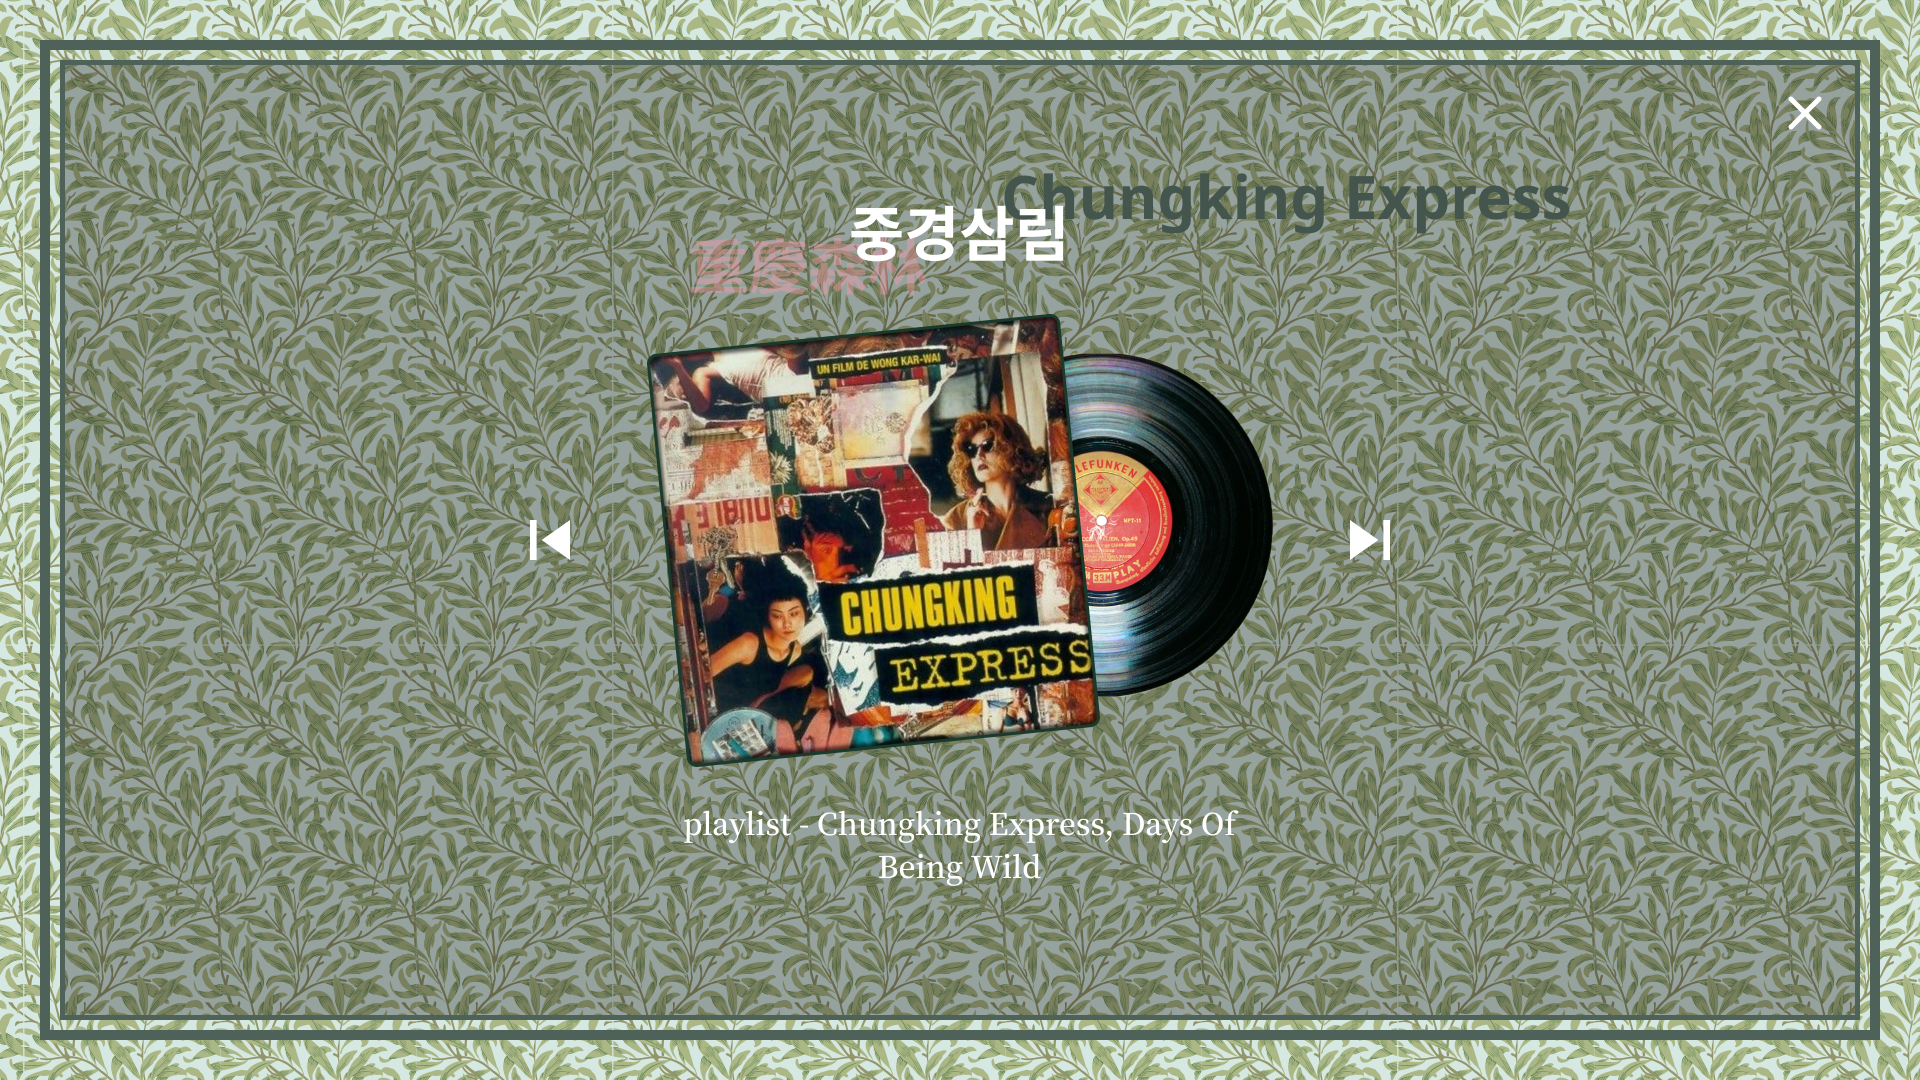 Chungking Express
중경삼림
重慶森林
UN FILM DE WONG KAR-WAI
CHUNGKING
EXPRESS
LEFUNKEN
PLAY
playlist - Chungking Express, Days Of
Being Wild